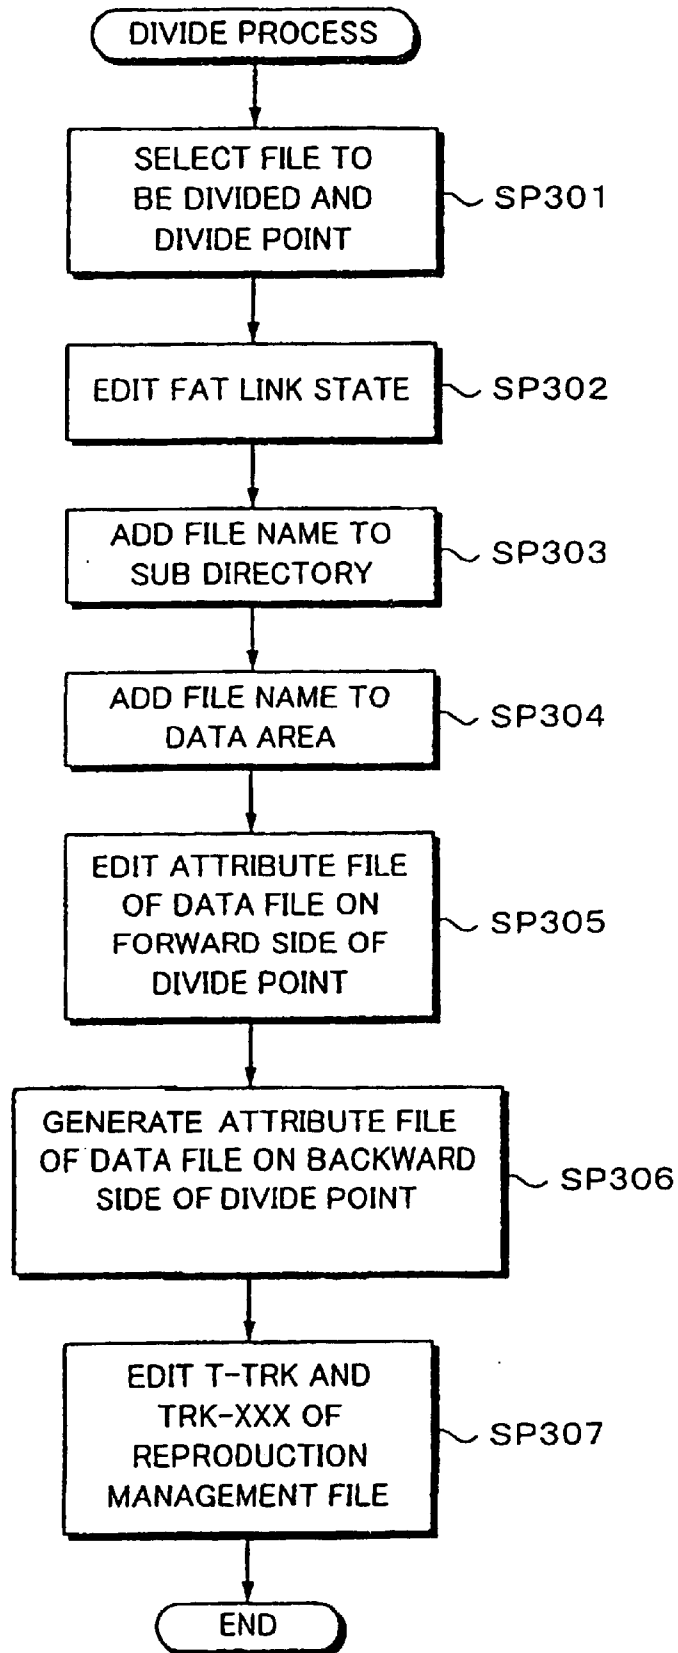 DIVIDE PROCESS
SELECT FILE TO
BE DIVIDED AND
DIVIDE POINT
SP301
EDIT FAT LINK STATE
SP302
ADD FILE NAME TO
SUB DIRECTORY
SP303
ADD FILE NAME TO
DATA AREA
SP304
EDIT ATTRIBUTE FILE
OF DATA FILE ON
FORWARD SIDE OF
DIVIDE POINT
SP305
GENERATE ATTRIBUTE FILE
OF DATA FILE ON BACKWARD
SIDE OF DIVIDE POINT
SP306
EDIT T-TRK AND
TRK-XXX OF
REPRODUCTION
MANAGEMENT FILE
SP307
END